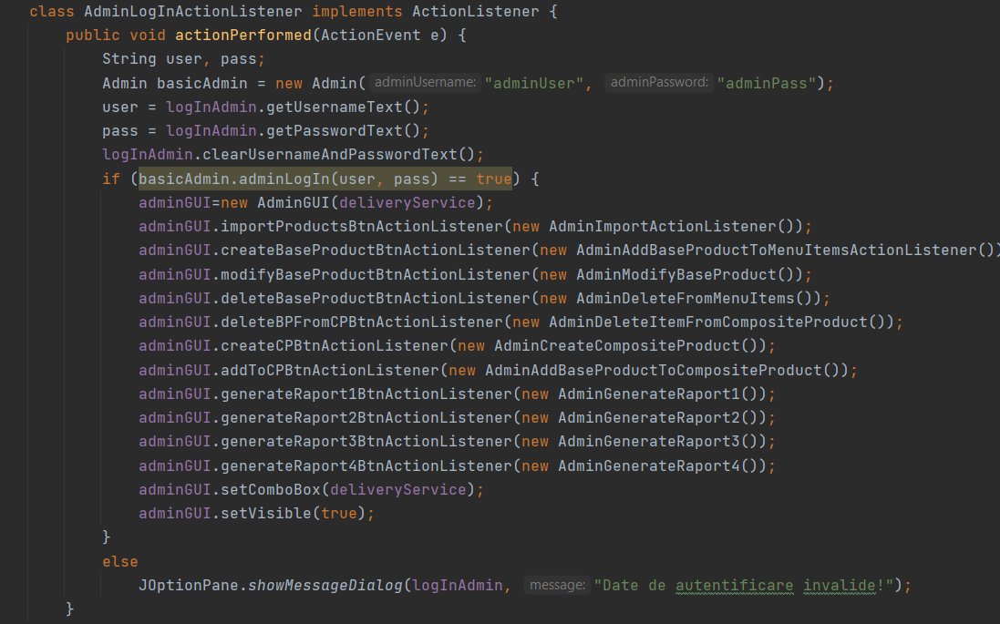 class AdminLogInActionListener implements ActionListener {
public void actionPerformed(ActionEvent e) {
String user, pass;
Admin basicAdmin = new Admin( adminUsername: "adminUser", adminPassword: "adminPass");
user = logInAdmin.getUsernameText();
pass = logInAdmin.getPasswordText();
logInAdmin.clearUsernameAndPasswordText();
if (basicAdmin.adminLogIn(user, pass) == true) {
adminGUI=new AdminGUI(deliveryService);
adminGUI.importProductsBtnActionListener(new AdminImportActionListener());
adminGUI.createBaseProductBtnActionListener(new AdminAddBaseProductToMenuItemsActionListener())
adminGUI.modifyBaseProductBtnActionListener(new AdminModifyBaseProduct());
adminGUI.deleteBaseProductBtnActionListener(new AdminDeleteFromMenuItems());
adminGUI.deleteBPFromCPBtnActionListener(new AdminDeleteItemFromCompositeProduct());
adminGUI.createCPBtnActionListener(new AdminCreateCompositeProduct());
adminGUI.addToCPBtnActionListener(new AdminAddBaseProductToCompositeProduct());
adminGUI.generateRaport1BtnActionListener(new AdminGenerateRaport1());
adminGUI.generateRaport2BtnActionListener(new AdminGenerateRaport2());
adminGUI.generateRaport3BtnActionListener(new AdminGenerateRaport3());
adminGUI.generateRaport4BtnActionListener(new AdminGenerateRaport4());
adminGUI.setComboBox(deliveryService);
adminGUI.setVisible(true);
}
else
JOptionPane.showMessageDialog(logInAdmin, message: "Date de autentificare invalide!");
}